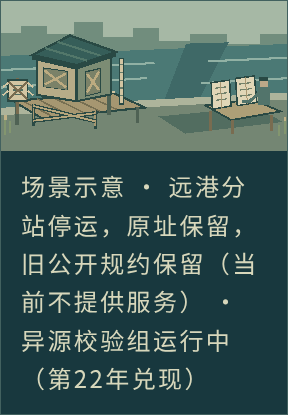 场景示意 · 远港分
站停运，原址保留，
旧公开规约保留（当
前不提供服务） ·
异源校验组运行中
（第22年兑现）